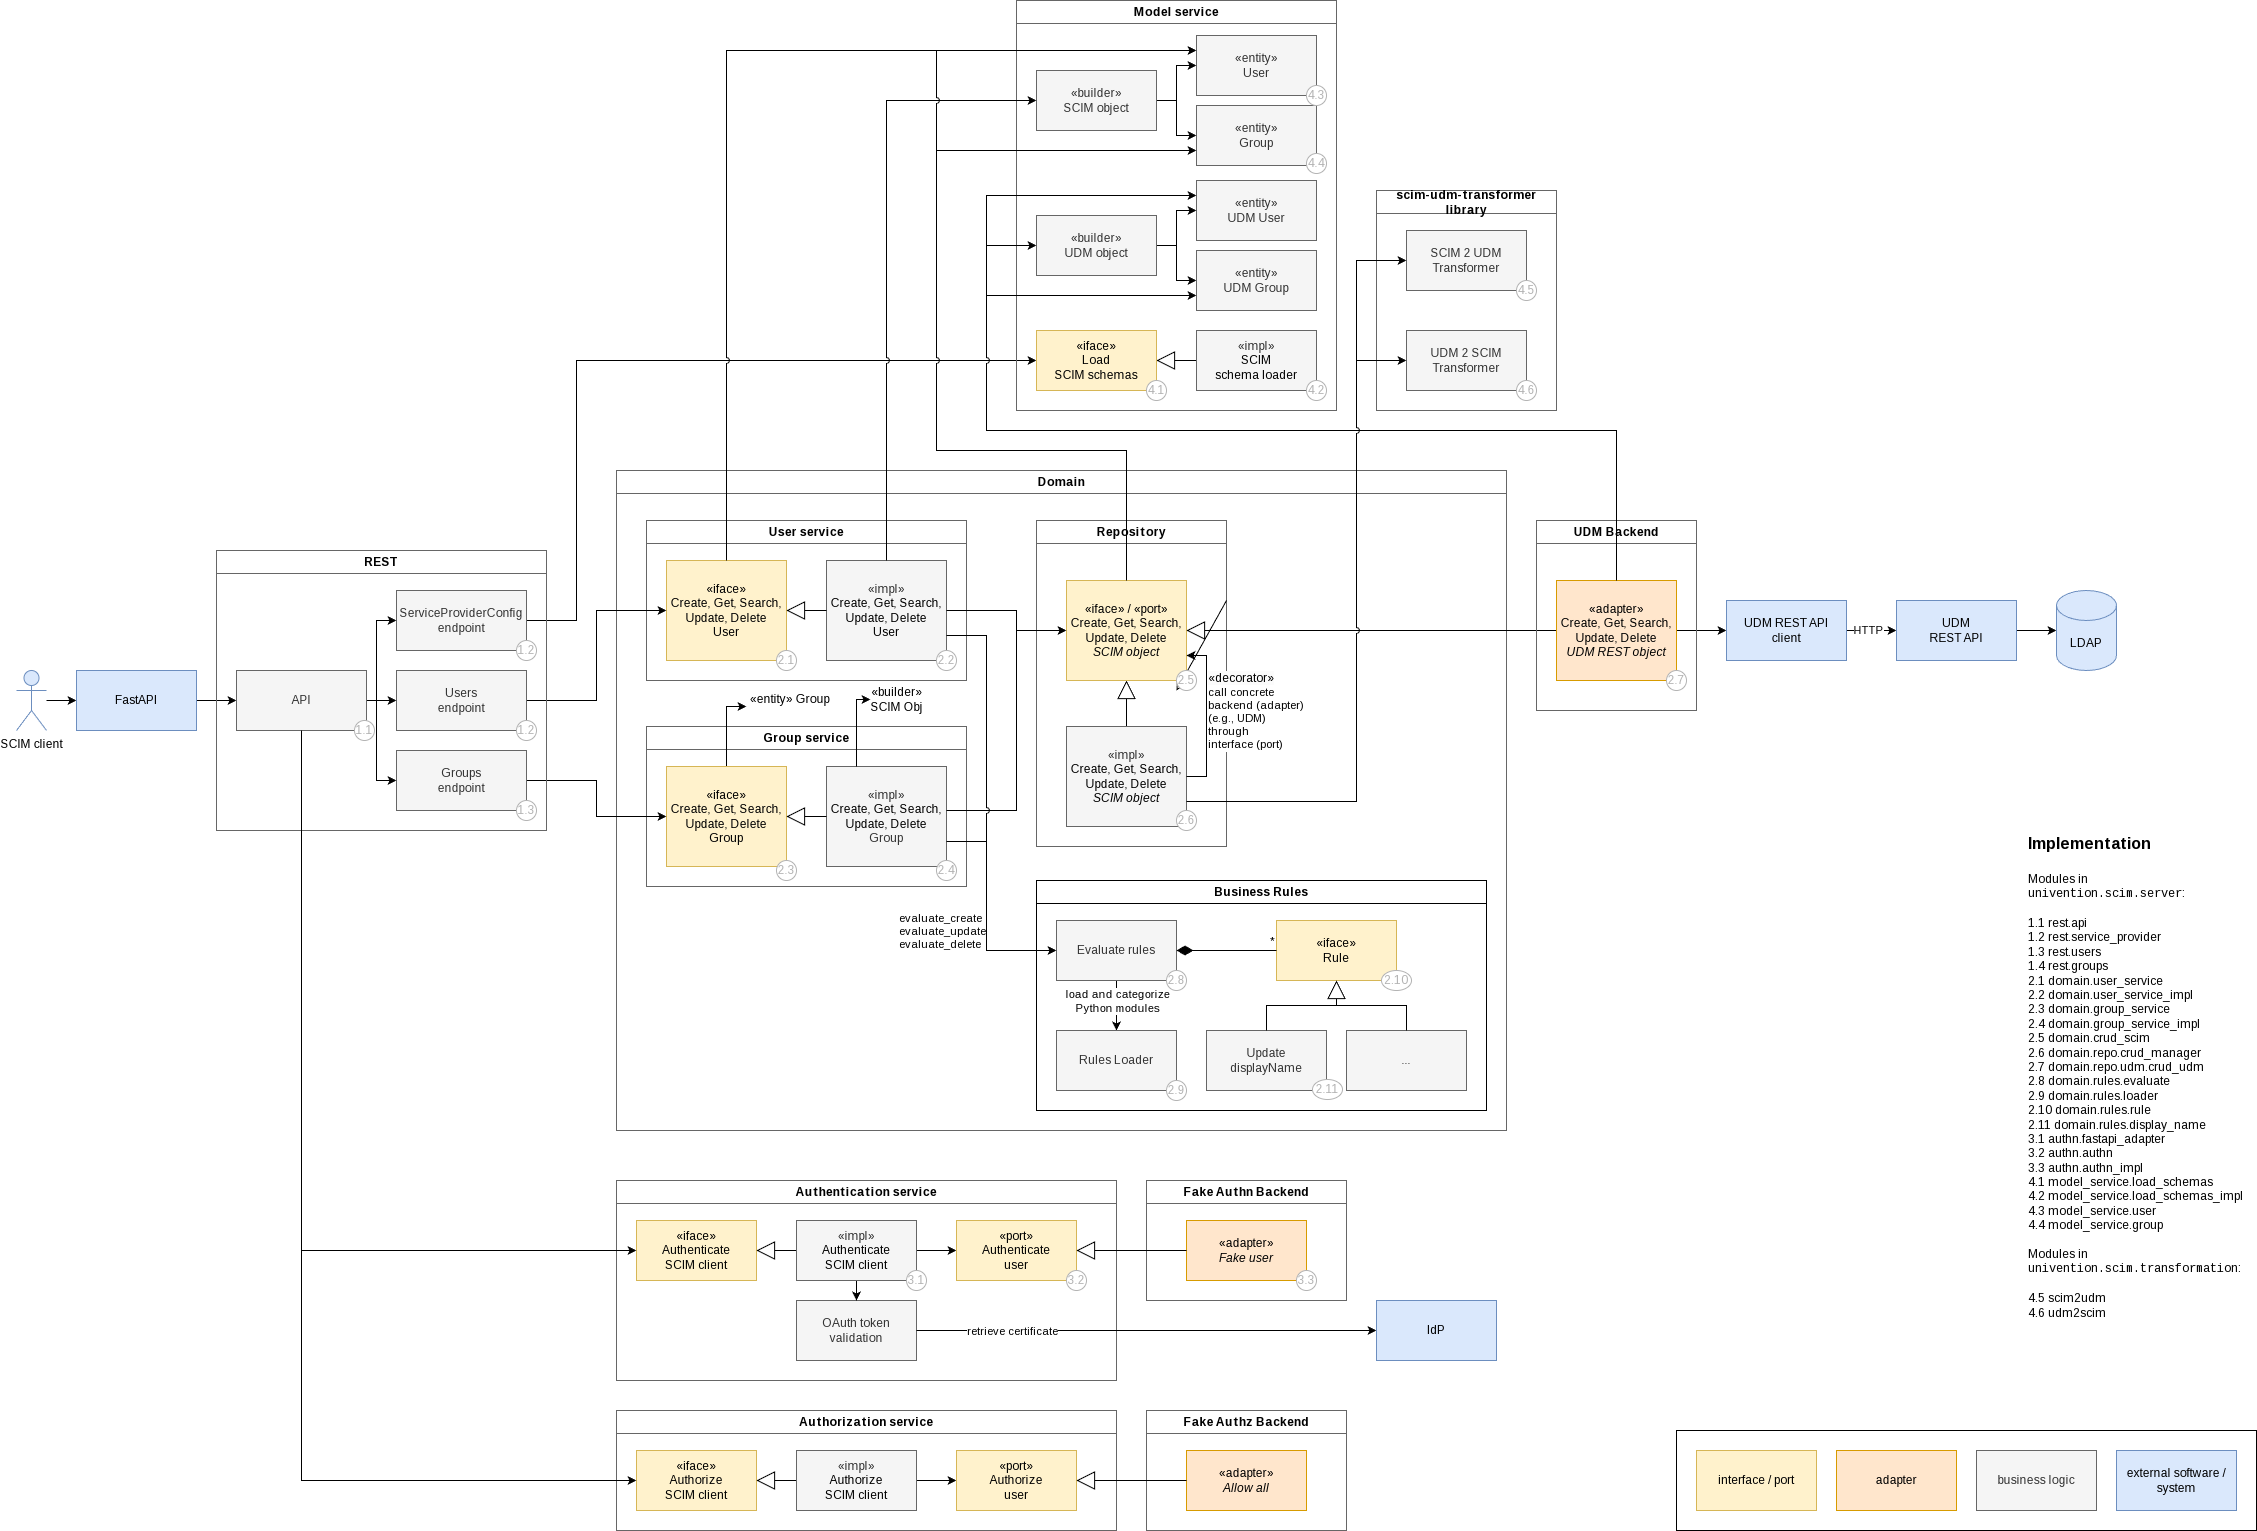 Model service
«entity»
User
4.3
«builder»
SCIM object
«entity»
Group
4.4
«entity»
UDM User
«builder»
UDM object
«entity»
UDM Group
«iface»
Load
SCIM schemas
4.1
«impl»
SCIM
schema loader
4.2
scim-udm-transformer
library
SCIM 2 UDM
Transformer
4.5
UDM 2 SCIM
Transformer
4.6
Domain
User service
«iface»
Create, Get, Search,
Update, Delete
User
2.1
«impl»
Create, Get, Search,
Update, Delete
User
2.2
«entity» Group
«builder»
SCIM Obj
Group service
«iface»
Create, Get, Search,
Update, Delete
Group
2.3
«impl»
Create, Get, Search,
Update, Delete
Group
2.4
Repository
«iface» / «port»
Create, Get, Search,
Update, Delete
SCIM object
2.5
«decorator»
call concrete
backend (adapter)
(e.g., UDM)
through
interface (port)
«impl»
Create, Get, Search,
Update, Delete
SCIM object
2.6
UDM Backend
«adapter»
Create, Get, Search,
Update, Delete
UDM REST object
2.7
UDM REST API
client
HTTP
UDM
REST API
LDAP
REST
ServiceProviderConfig
endpoint
1.2
API
1.1
Users
endpoint
1.2
Groups
endpoint
1.3
SCIM client
FastAPI
evaluate_create
evaluate_update
evaluate_delete
Business Rules
Evaluate rules
2.8
*
«iface»
Rule
2.10
load and categorize
Python modules
Rules Loader
2.9
Update
displayName
2.11
...
Authentication service
«iface»
Authenticate
SCIM client
«impl»
Authenticate
SCIM client
3.1
«port»
Authenticate
user
3.2
OAuth token
validation
retrieve certificate
Fake Authn Backend
«adapter»
Fake user
3.3
IdP
Authorization service
«iface»
Authorize
SCIM client
«impl»
Authorize
SCIM client
«port»
Authorize
user
Fake Authz Backend
«adapter»
Allow all
Implementation
Modules in
univention.scim.server:
1.1 rest.api
1.2 rest.service_provider
1.3 rest.users
1.4 rest.groups
2.1 domain.user_service
2.2 domain.user_service_impl
2.3 domain.group_service
2.4 domain.group_service_impl
2.5 domain.crud_scim
2.6 domain.repo.crud_manager
2.7 domain.repo.udm.crud_udm
2.8 domain.rules.evaluate
2.9 domain.rules.loader
2.10 domain.rules.rule
2.11 domain.rules.display_name
3.1 authn.fastapi_adapter
3.2 authn.authn
3.3 authn.authn_impl
4.1 model_service.load_schemas
4.2 model_service.load_schemas_impl
4.3 model_service.user
4.4 model_service.group
Modules in
univention.scim.transformation:
4.5 scim2udm
4.6 udm2scim
interface / port
adapter
business logic
external software /
system